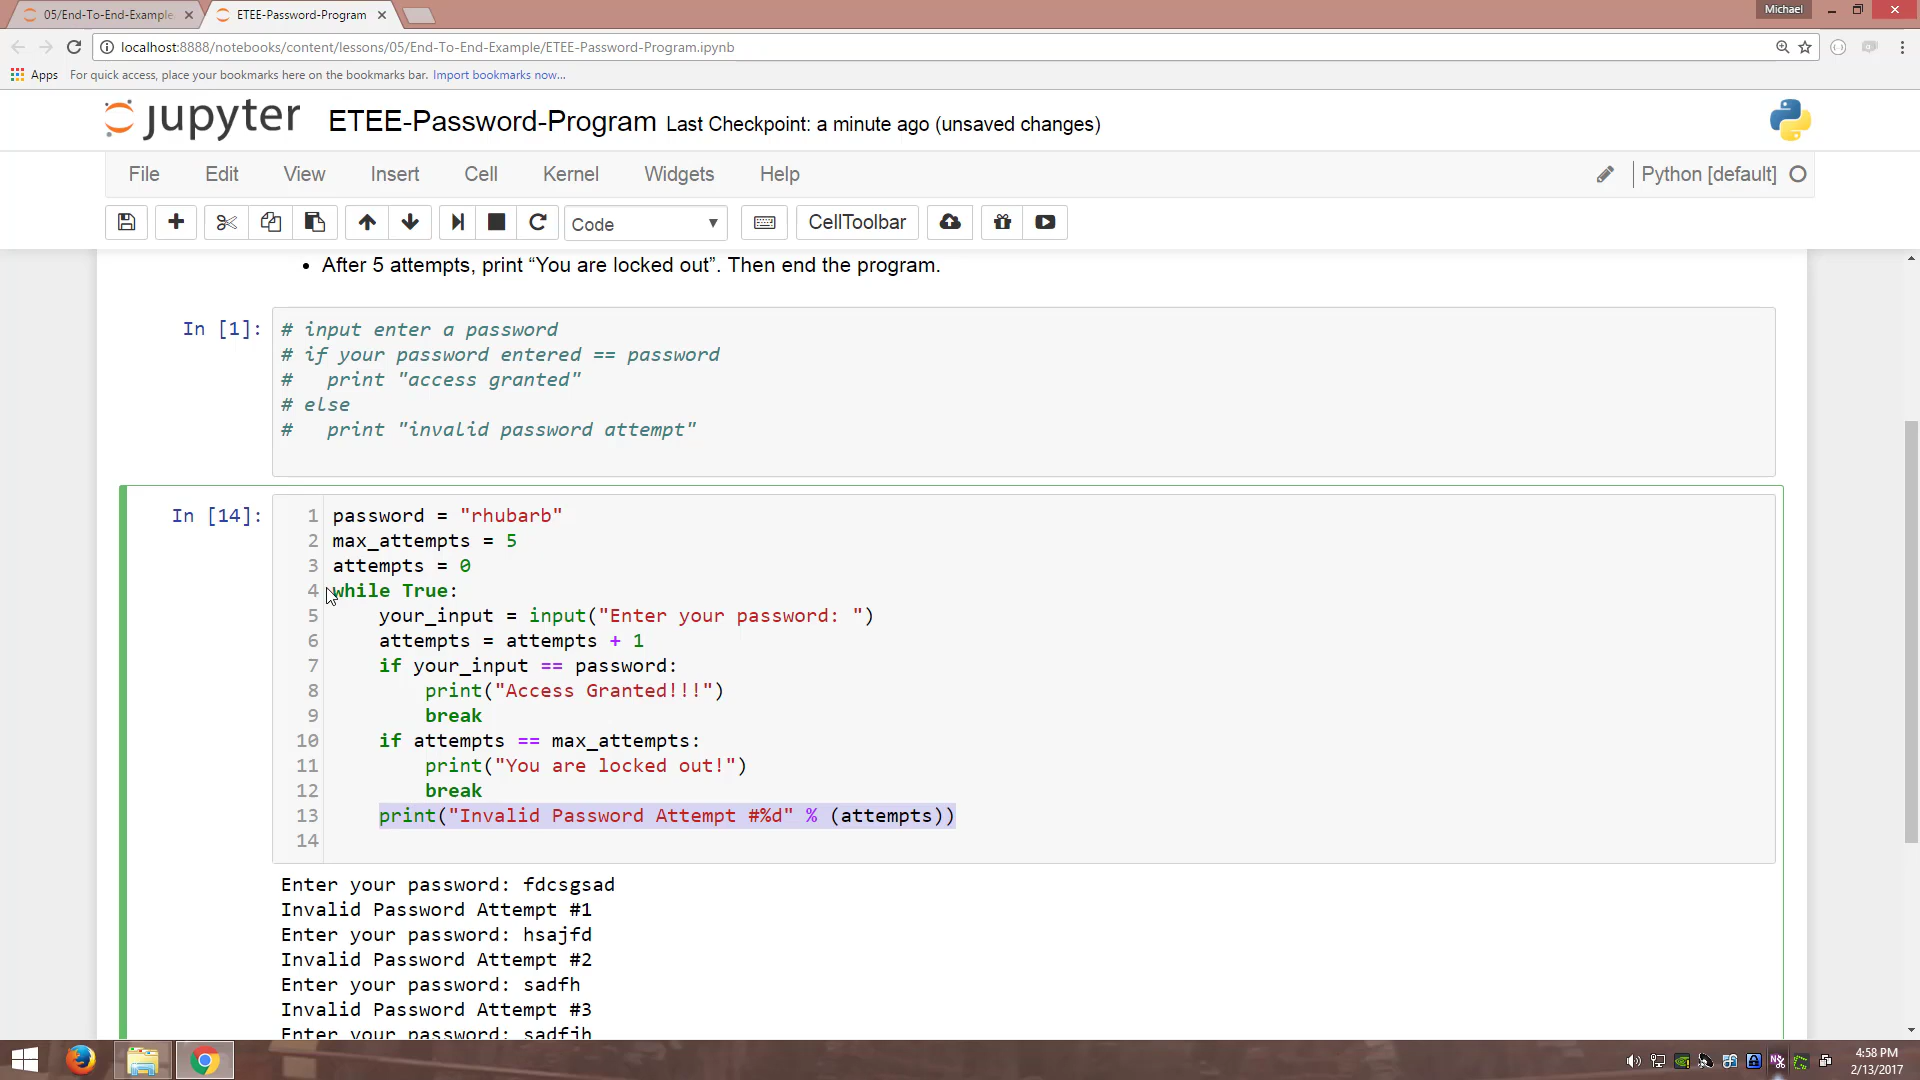 05/End-To-End-Example
ETEE-Password-Program
Michael
localhost:8888/notebooks/content/lessons/05/End-To-End-Example/ETEE-Password-Program.ipynb
Apps
For quick access, place your bookmarks here on the bookmarks bar. Import bookmarks now...
jupyter
ETEE-Password-Program Last Checkpoint: a minute ago (unsaved changes)
File Edit View Insert Cell Kernel Widgets Help
Python [default]
Code
CellToolbar
• After 5 attempts, print “You are locked out”. Then end the program.
In [1]:
# input enter a password
# if your password entered == password
#   print "access granted"
# else
#   print "invalid password attempt"
In [14]:
1 password = "rhubarb"
2 max_attempts = 5
3 attempts = 0
4 while True:
5     your_input = input("Enter your password: ")
6     attempts = attempts + 1
7     if your_input == password:
8         print("Access Granted!!!")
9         break
10     if attempts == max_attempts:
11         print("You are locked out!")
12         break
13     print("Invalid Password Attempt #%d" % (attempts))
14
Enter your password: fdcsgsad
Invalid Password Attempt #1
Enter your password: hsajfd
Invalid Password Attempt #2
Enter your password: sadfh
Invalid Password Attempt #3
Enter your password: sadfjh
4:58 PM
2/13/2017